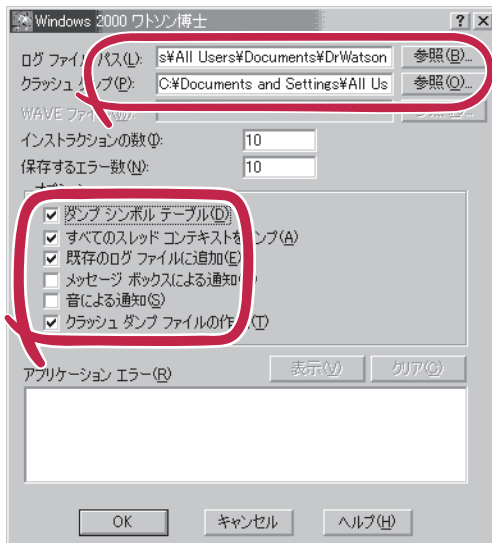 Windows 2000 ワトソン博士
ログ ファイル パス(L): s¥All Users¥Documents¥DrWatson 参照(B)...
クラッシュ ダンプ(P): C:¥Documents and Settings¥All Us 参照(O)...
WAVE ファイル(W):
インストラクションの数(I): 10
保存するエラー数(N): 10
オプション
ダンプ シンボル テーブル(D)
すべてのスレッド コンテキストをダンプ(A)
既存のログ ファイルに追加(E)
メッセージ ボックスによる通知
音による通知(S)
クラッシュ ダンプ ファイルの作成(T)
アプリケーション エラー(R) 表示(V) クリア(C)
OK キャンセル ヘルプ(H)